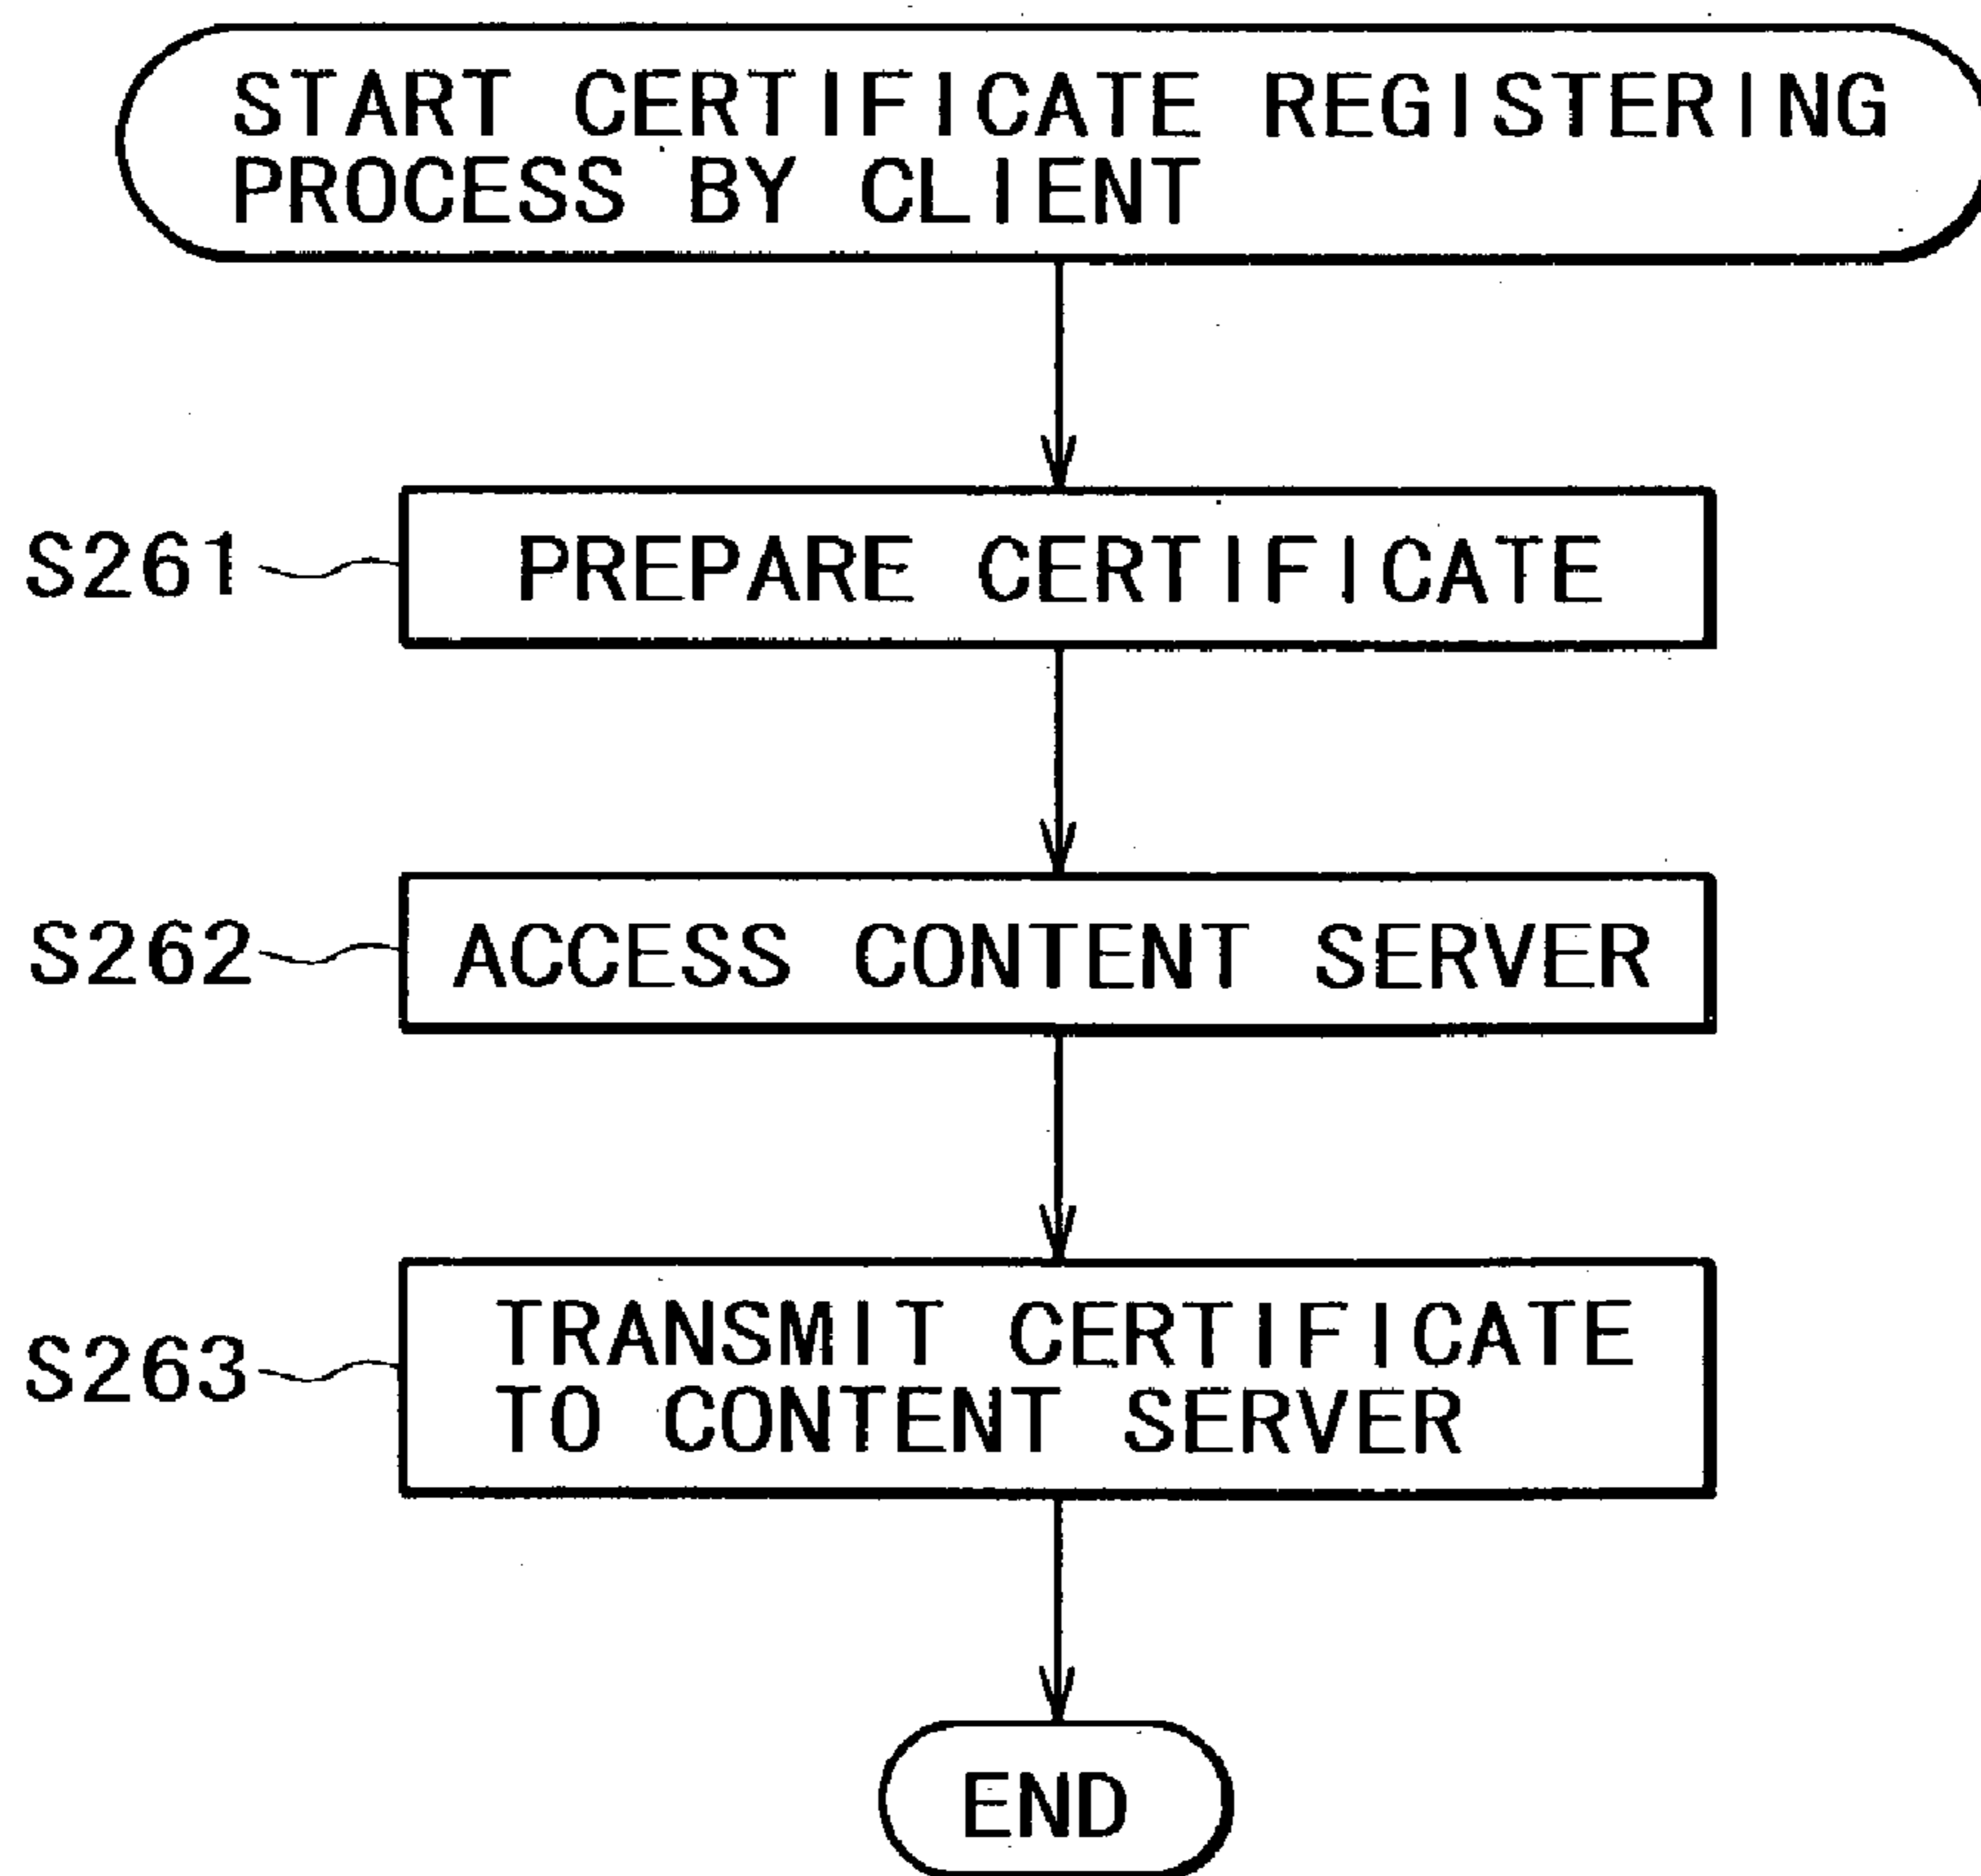 START CERTIFICATE REGISTERING
PROCESS BY CLIENT
S261
PREPARE CERTIFICATE
S262
ACCESS CONTENT SERVER
S263
TRANSMIT CERTIFICATE
TO CONTENT SERVER
END